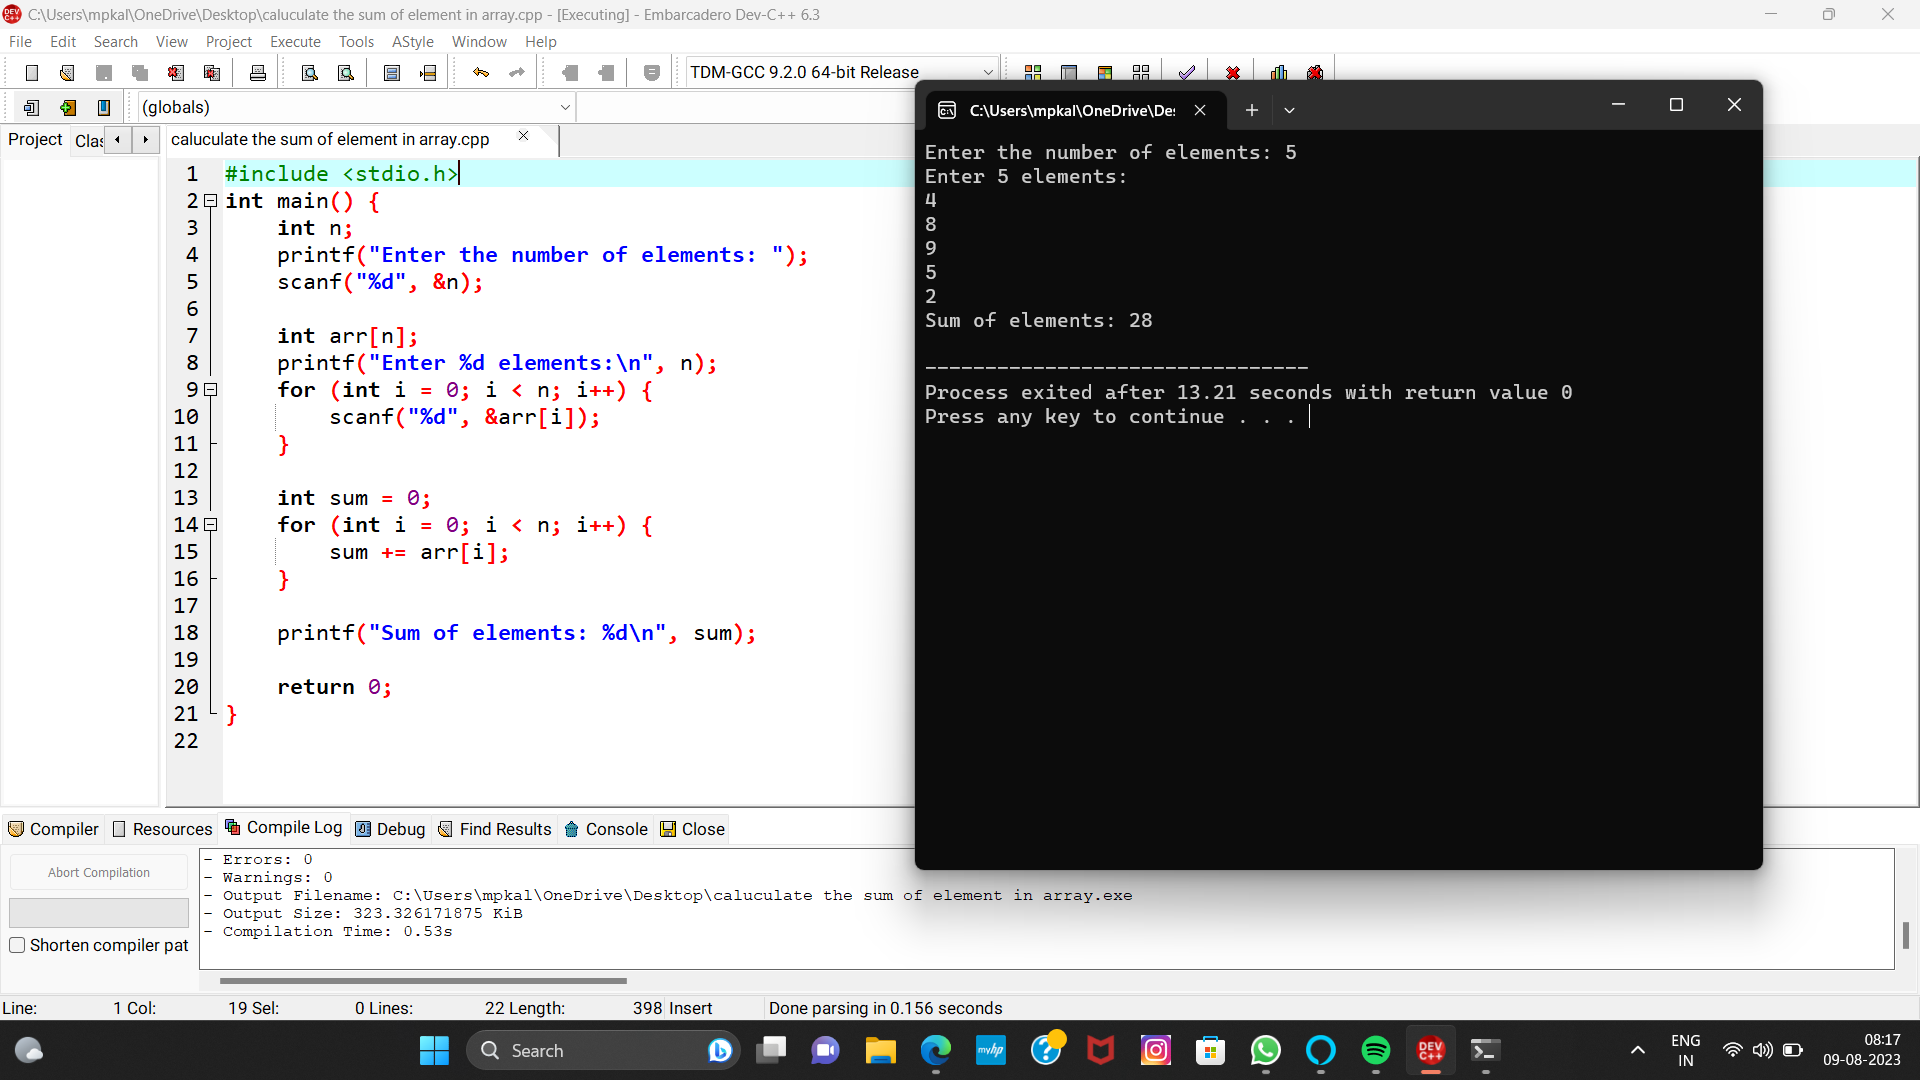 C:\Users\mpkal\OneDrive\Desktop\caluculate the sum of element in array.cpp - [Executing] - Embarcadero Dev-C++ 6.3
File Edit Search View Project Execute Tools AStyle Window Help
TDM-GCC 9.2.0 64-bit Release
(globals)
Project Clas
caluculate the sum of element in array.cpp
1 #include <stdio.h>
2 int main() {
3 int n;
4 printf("Enter the number of elements: ");
5 scanf("%d", &n);
6
7 int arr[n];
8 printf("Enter %d elements:\n", n);
9 for (int i = 0; i < n; i++) {
10 scanf("%d", &arr[i]);
11 }
12
13 int sum = 0;
14 for (int i = 0; i < n; i++) {
15 sum += arr[i];
16 }
17
18 printf("Sum of elements: %d\n", sum);
19
20 return 0;
21 }
22
C:\Users\mpkal\OneDrive\Des
Enter the number of elements: 5
Enter 5 elements:
4
8
9
5
2
Sum of elements: 28
--------------------------------
Process exited after 13.21 seconds with return value 0
Press any key to continue . . .
Compiler Resources Compile Log Debug Find Results Console Close
Abort Compilation
Shorten compiler pat
- Errors: 0
- Warnings: 0
- Output Filename: C:\Users\mpkal\OneDrive\Desktop\caluculate the sum of element in array.exe
- Output Size: 323.326171875 KiB
- Compilation Time: 0.53s
Line: 1 Col: 19 Sel: 0 Lines: 22 Length: 398 Insert Done parsing in 0.156 seconds
Search
myhp
DEV C++
ENG
IN
08:17
09-08-2023